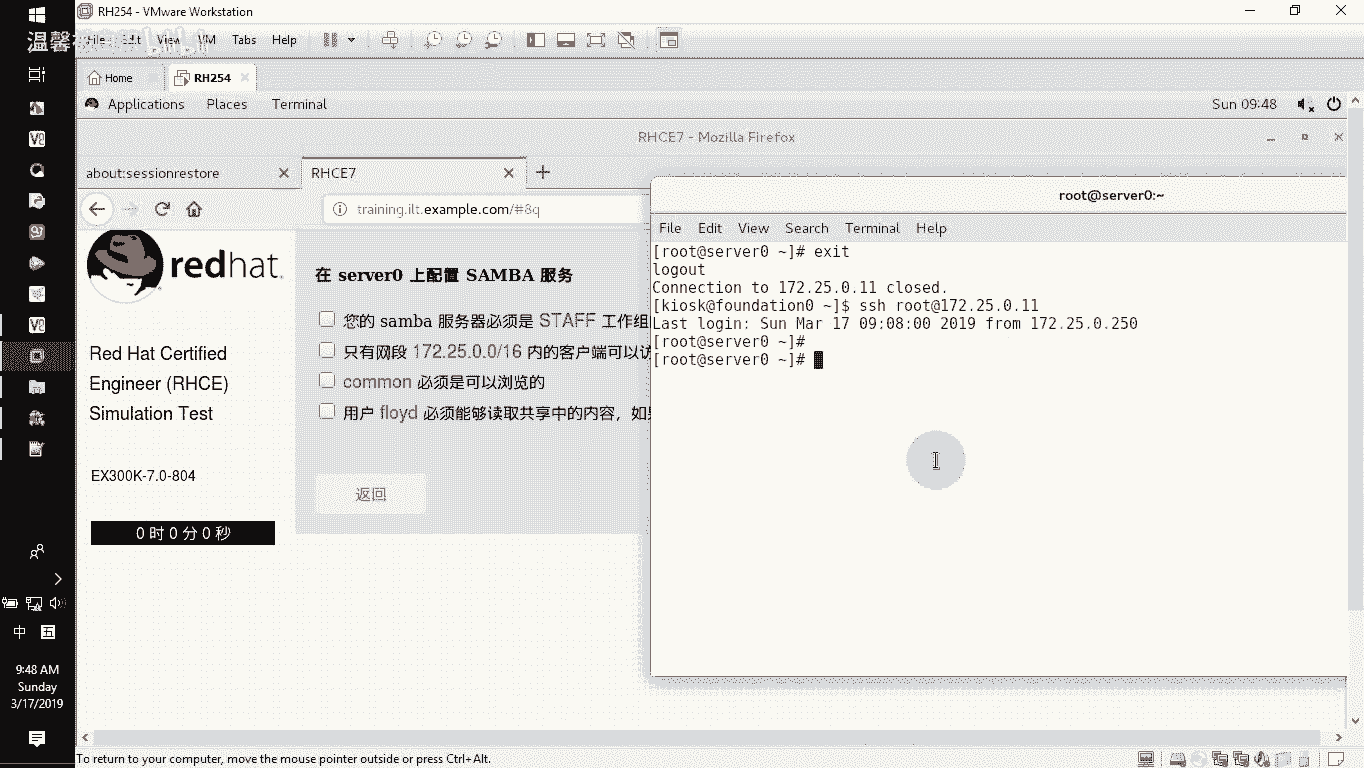 RH254 - VMware Workstation
温馨
File Edit View VM Tabs Help
Home
RH254
Applications Places Terminal
Sun 09:48
RHCE7 - Mozilla Firefox
about:sessionrestore
RHCE7
training.ilt.example.com/#8q
redhat.
Red Hat Certified
Engineer (RHCE)
Simulation Test
EX300K-7.0-804
0 时 0 分 0 秒
在 server0 上配置 SAMBA 服务
您的 samba 服务器必须是 STAFF 工作组
只有网段 172.25.0.0/16 内的客户端可以访
common 必须是可以浏览的
用户 floyd 必须能够读取共享中的内容，如果
返回
root@server0:~
File Edit View Search Terminal Help
[root@server0 ~]# exit
logout
Connection to 172.25.0.11 closed.
[kiosk@foundation0 ~]$ ssh root@172.25.0.11
Last login: Sun Mar 17 09:08:00 2019 from 172.25.0.250
[root@server0 ~]#
[root@server0 ~]#
中
五
9:48 AM
Sunday
3/17/2019
To return to your computer, move the mouse pointer outside or press Ctrl+Alt.